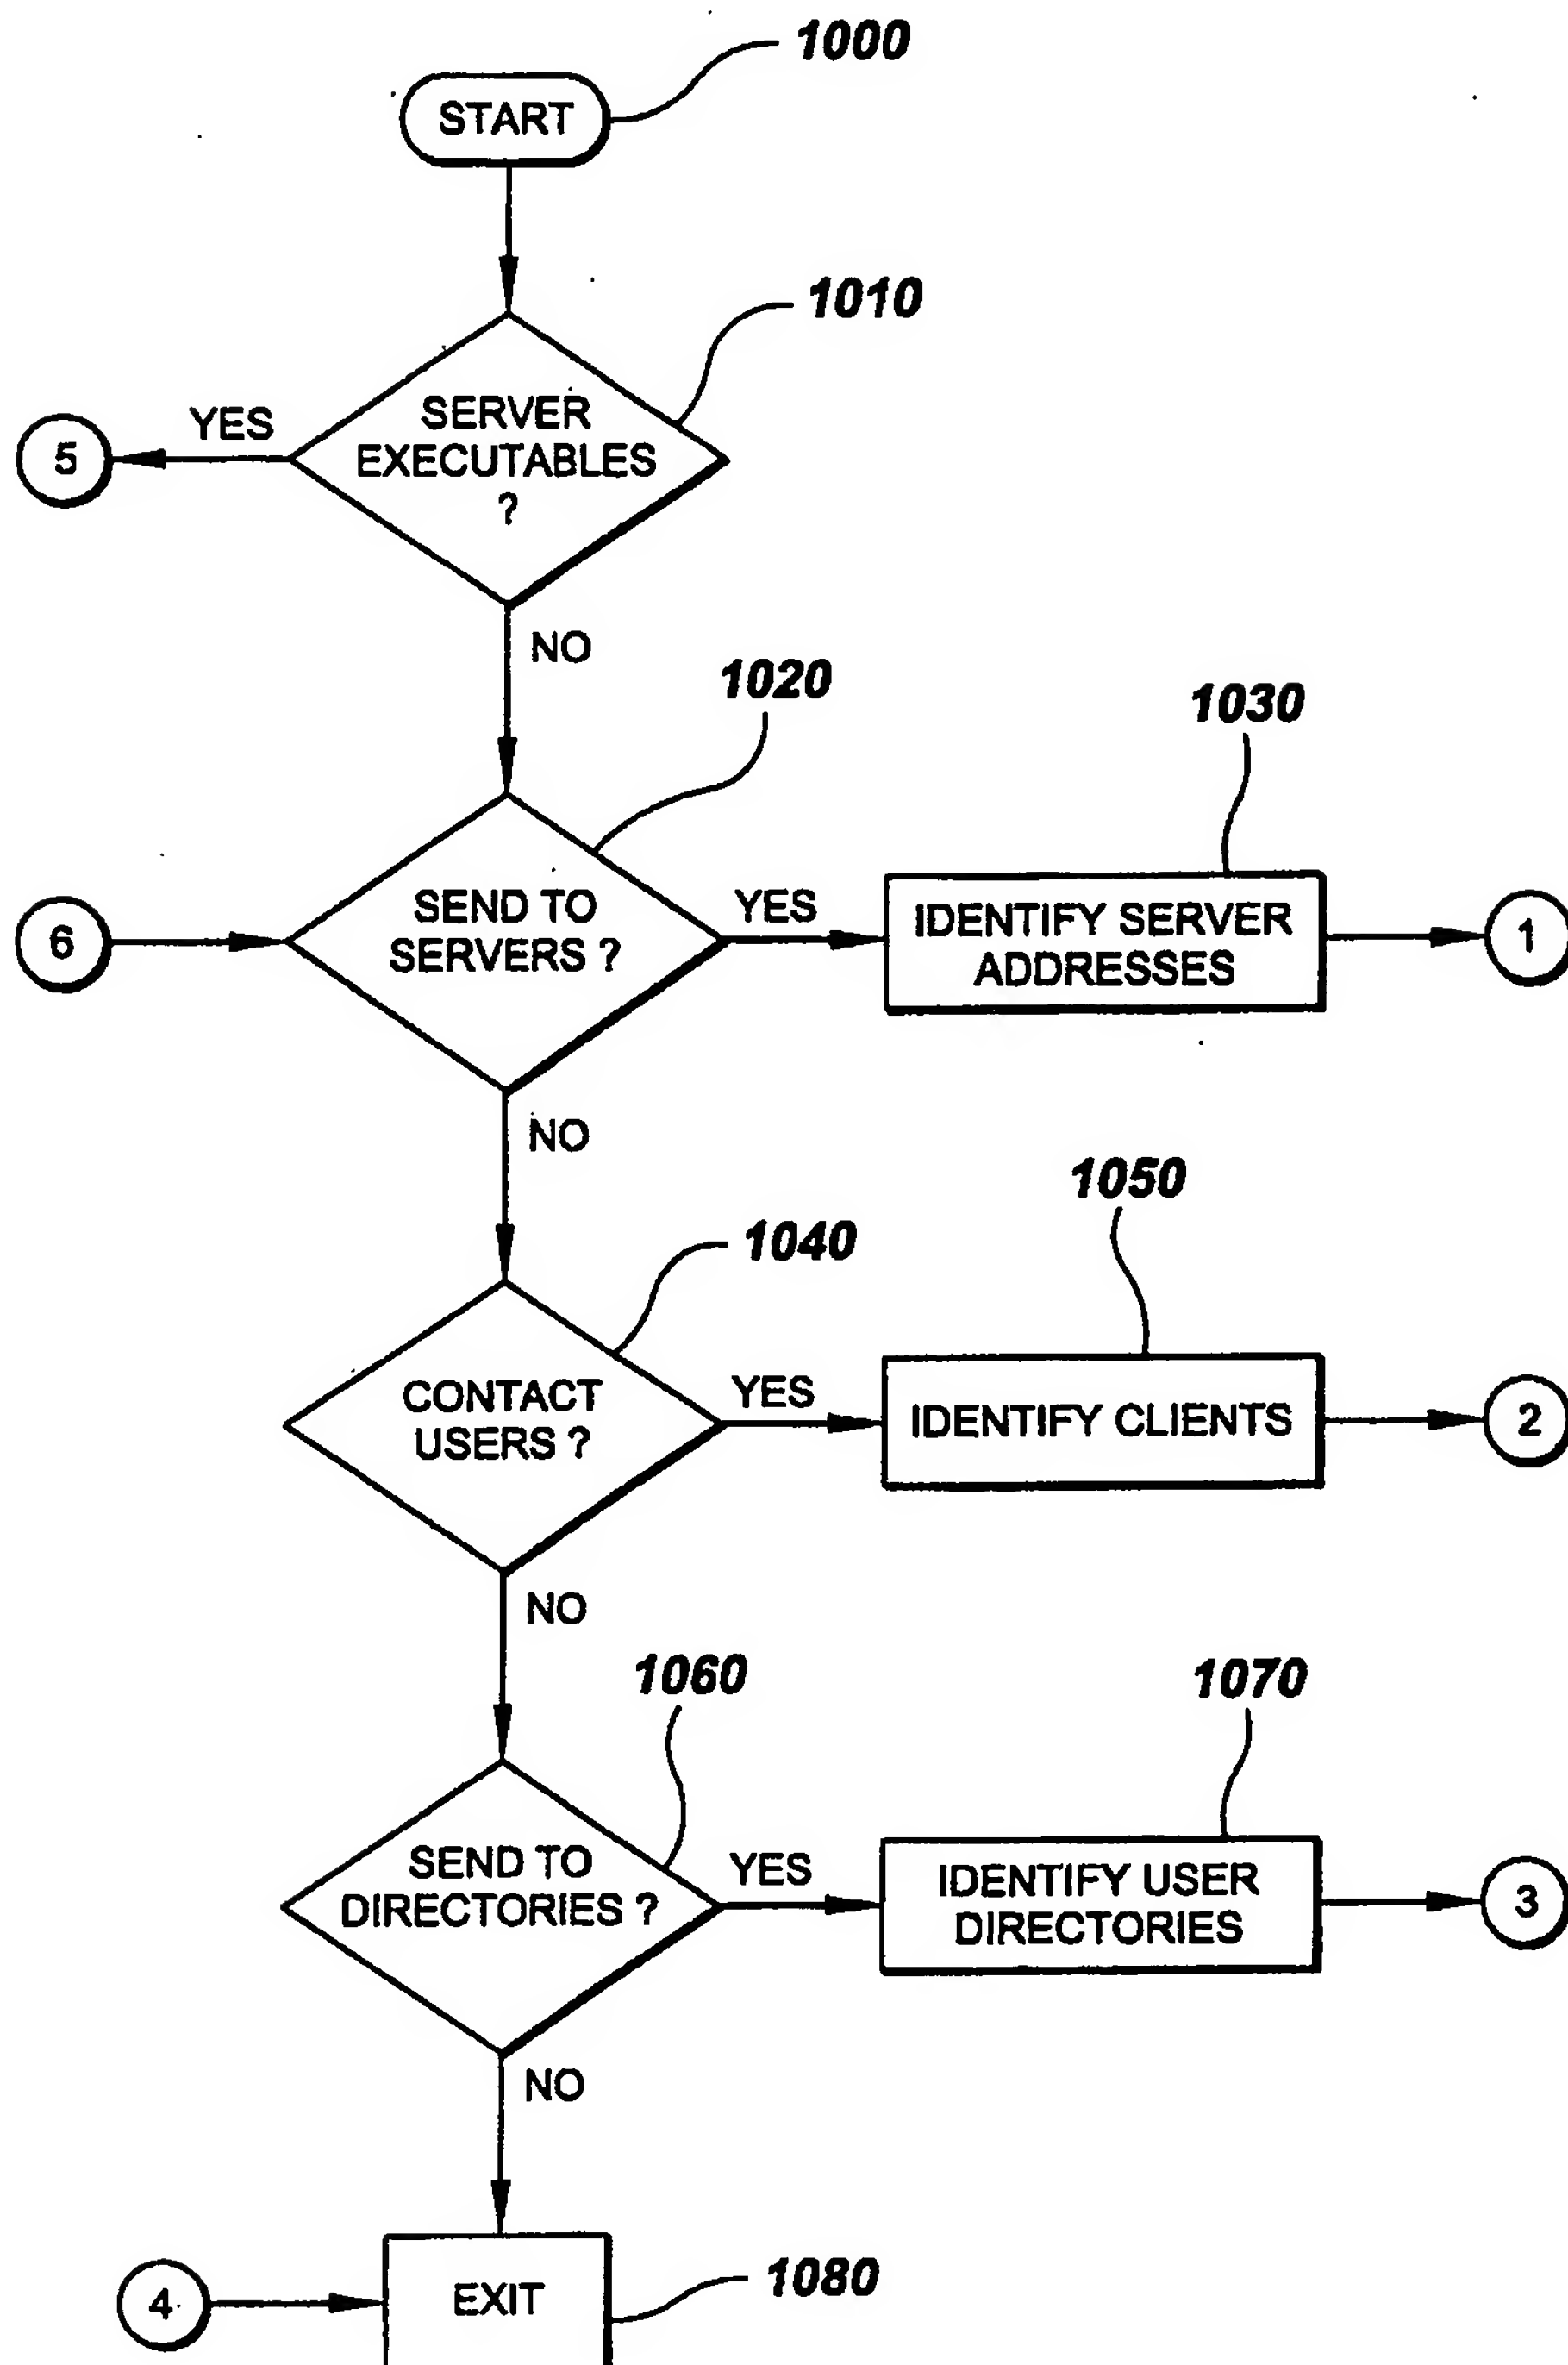 1000
START
1010
SERVER
EXECUTABLES
?
YES
5
NO
1020
1030
6
SEND TO
SERVERS ?
YES
IDENTIFY SERVER
ADDRESSES
1
NO
1040
1050
CONTACT
USERS ?
YES
IDENTIFY CLIENTS
2
NO
1060
1070
SEND TO
DIRECTORIES ?
YES
IDENTIFY USER
DIRECTORIES
3
NO
4
EXIT
1080